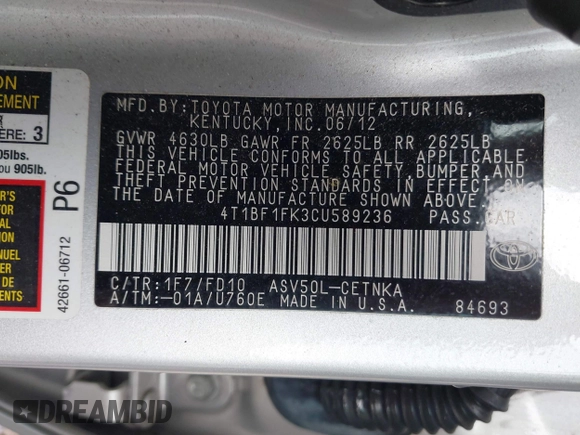 ON
EMENT
R
ERE: 3
905lbs.
ou 905lb.
P6
42661-06712
MFD.BY:TOYOTA MOTOR MANUFACTURING,
KENTUCKY,INC.06/12
GVWR 4630LB GAWR FR 2625LB RR 2625LB
THIS VEHICLE CONFORMS TO ALL APPLICABLE
FEDERAL MOTOR VEHICLE SAFETY,BUMPER,AND
THEFT PREVENTION STANDARDS IN EFFECT ON
THE DATE OF MANUFACTURE SHOWN ABOVE.
4T1BF1FK3CU589236 PASS.CAR
C/TR:1F7/FD10 ASV50L-CETNKA
A/TM:-01A/U760E MADE IN U.S.A.
84693
TOYOTA
DREAMBID